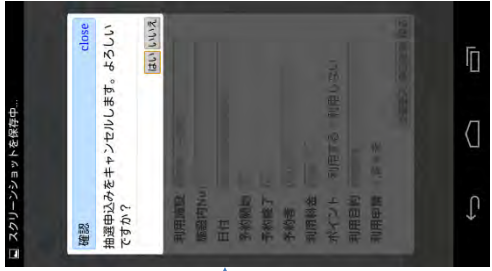 スクリーンショットを保存中...
確認
close
抽選申込みをキャンセルします。よろしい
ですか？
はい
いいえ
利用施設
施設内No
日付
予約開始
予約終了
予約者
利用料金
ポイント 利用する 利用しない
利用目的
利用申請